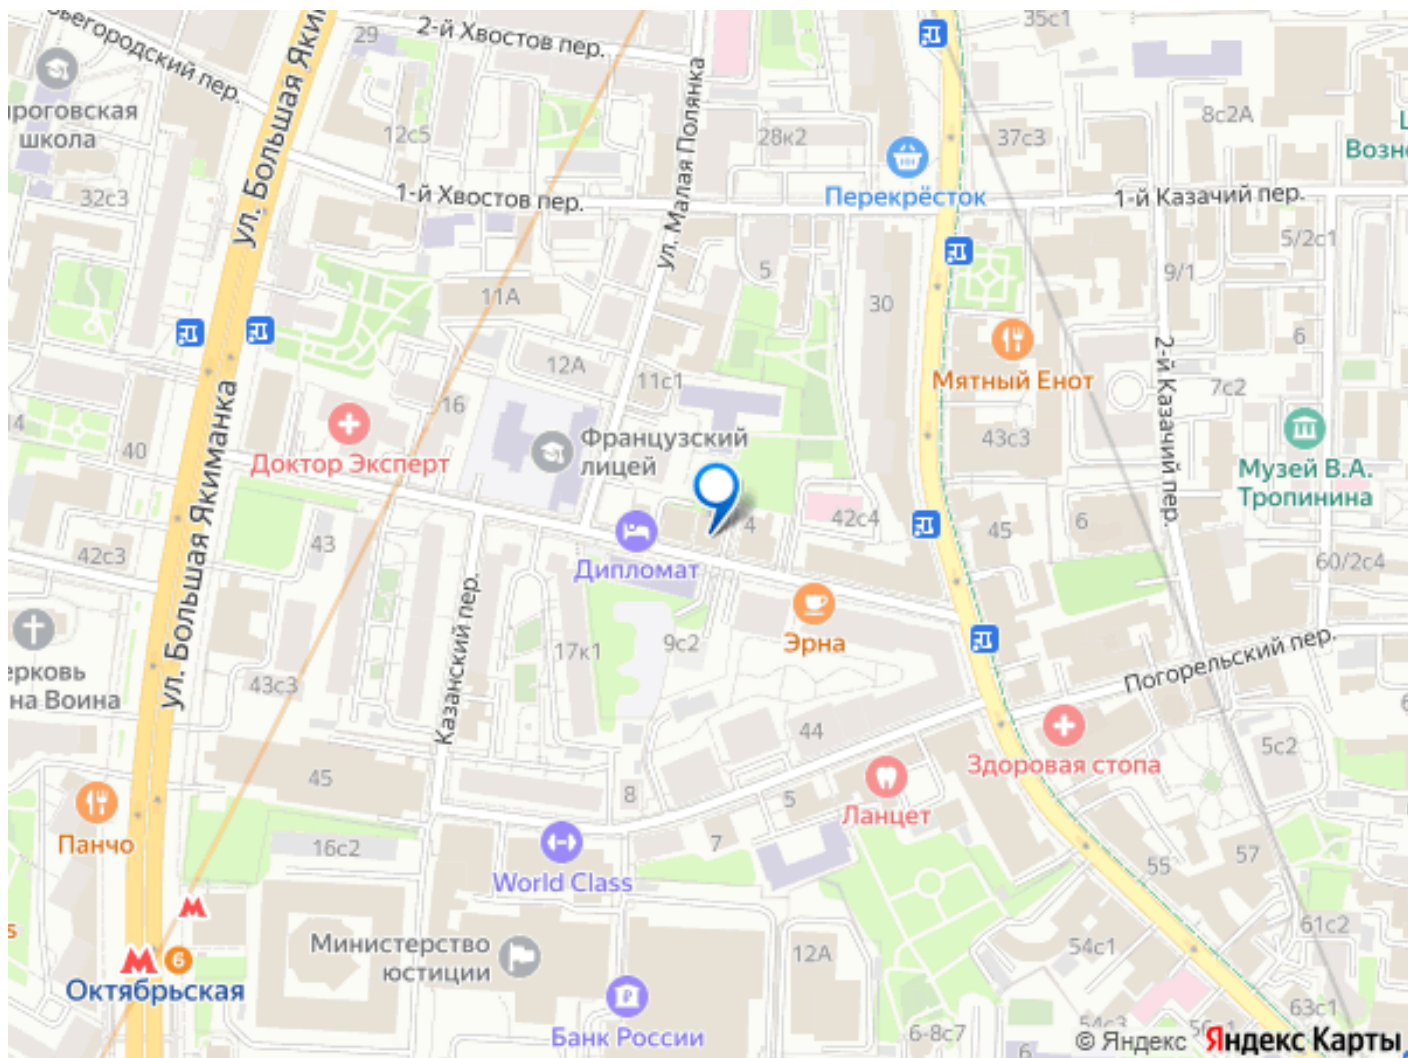 2-й Хвостов пер.
35с1
29
ул. Большая Якиманка
8с2А
роговская
школа
12с5
28к2
37с3
ул. Малая Полянка
32с3
1-й Хвостов пер.
Перекрёсток
1-й Казачий пер.
5/2с1
5
9/1
11А
30
6
12А
11с1
Мятный Енот
2-й Казачий пер.
7с2
16
40
Французский
лицей
43с3
Доктор Эксперт
Музей В.А.
Тропинина
ул. Большая Якиманка
42с3
43
4
42с4
45
6
Дипломат
60/2с4
Казанский пер.
17к1
9с2
Эрна
Погорельский пер.
на Воина
43с3
44
Здоровая стопа
5с2
45
8
5
Ланцет
Панчо
16с2
7
World Class
55
57
61с2
Министерство
юстиции
12А
54с1
М
М
6
Октябрьская
Банк России
6-8с7
63с1
6
© Яндекс Яндекс Карты